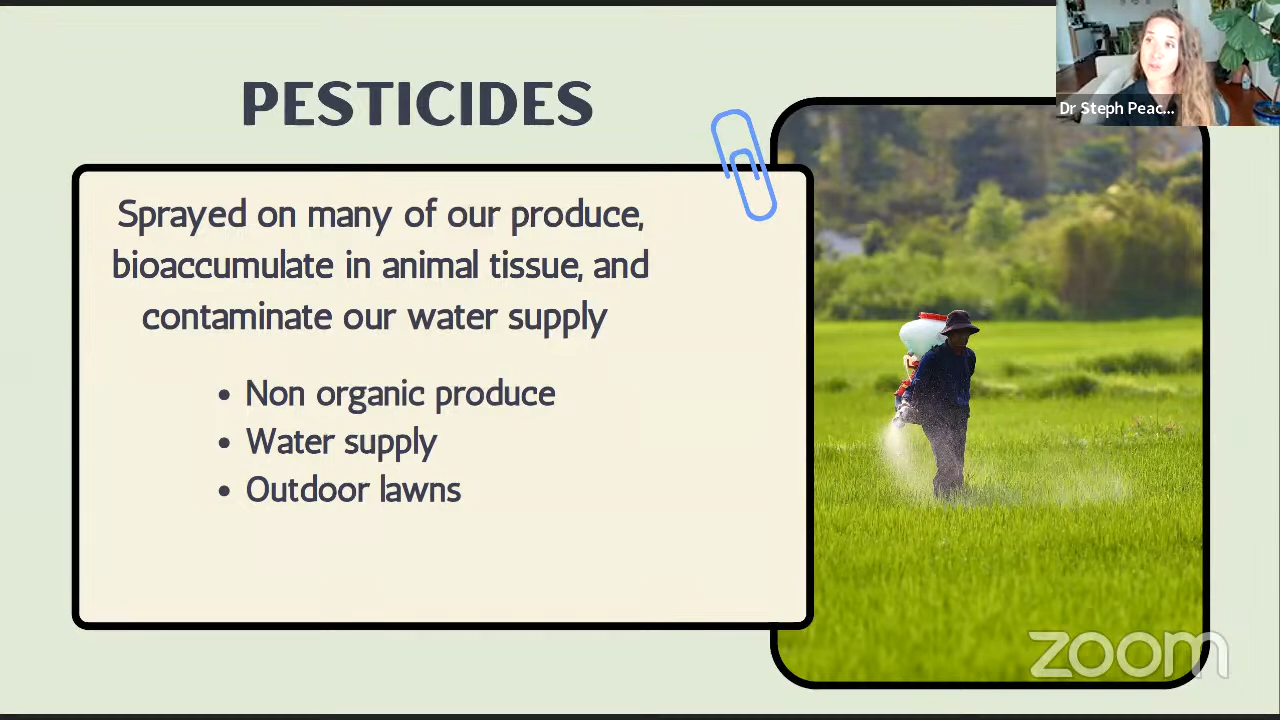 PESTICIDES
Dr Steph Peac...
Sprayed on many of our produce,
bioaccumulate in animal tissue, and
contaminate our water supply
• Non organic produce
• Water supply
• Outdoor lawns
zoom